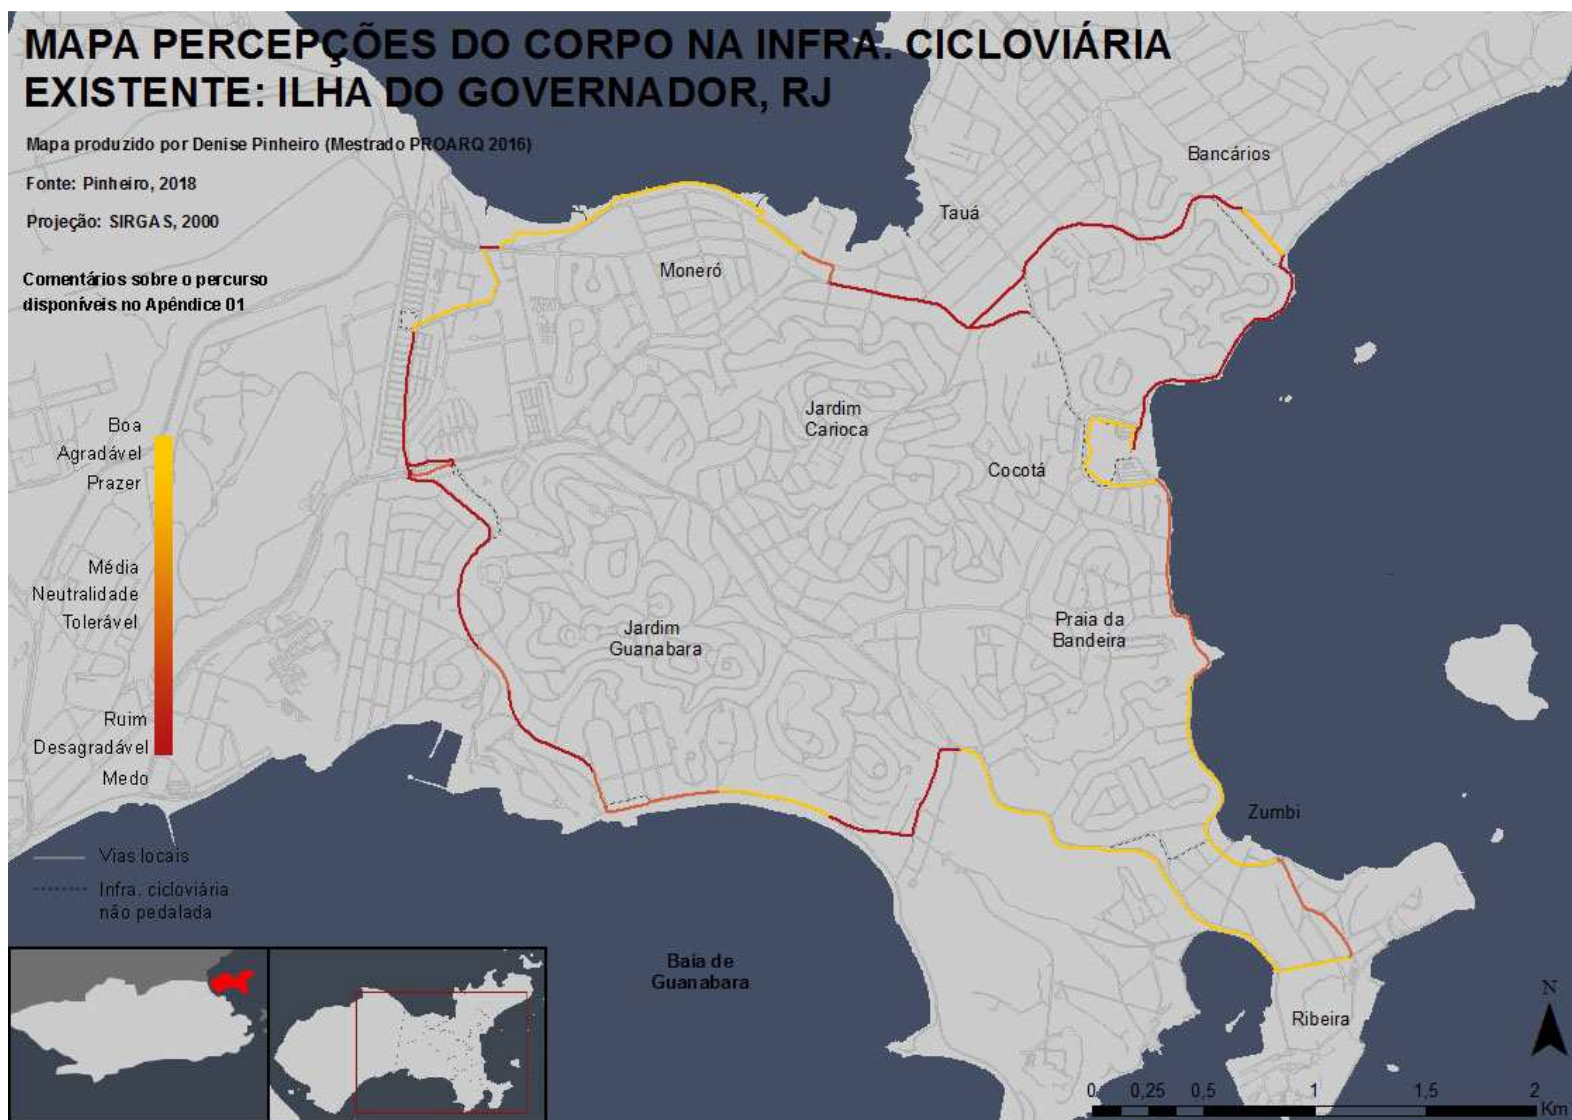 MAPA PERCEPÇÕES DO CORPO NA INFRA. CICLOVIÁRIA
EXISTENTE: ILHA DO GOVERNADOR, RJ
Mapa produzido por Denise Pinheiro (Mestrado PROARQ 2016)
Fonte: Pinheiro, 2018
Projeção: SIRGAS, 2000
Comentários sobre o percurso
disponíveis no Apêndice 01
Bancários
Tauá
Moneró
Jardim
Carioca
Cocotá
Boa
Agradável
Prazer
Média
Neutralidade
Tolerável
Ruim
Desagradável
Medo
Jardim
Guanabara
Praia da
Bandeira
Zumbi
Vias locais
Infra. cicloviária
não pedalada
Baia de
Guanabara
Ribeira
N
0 0,25 0,5 1 1,5 2
Km